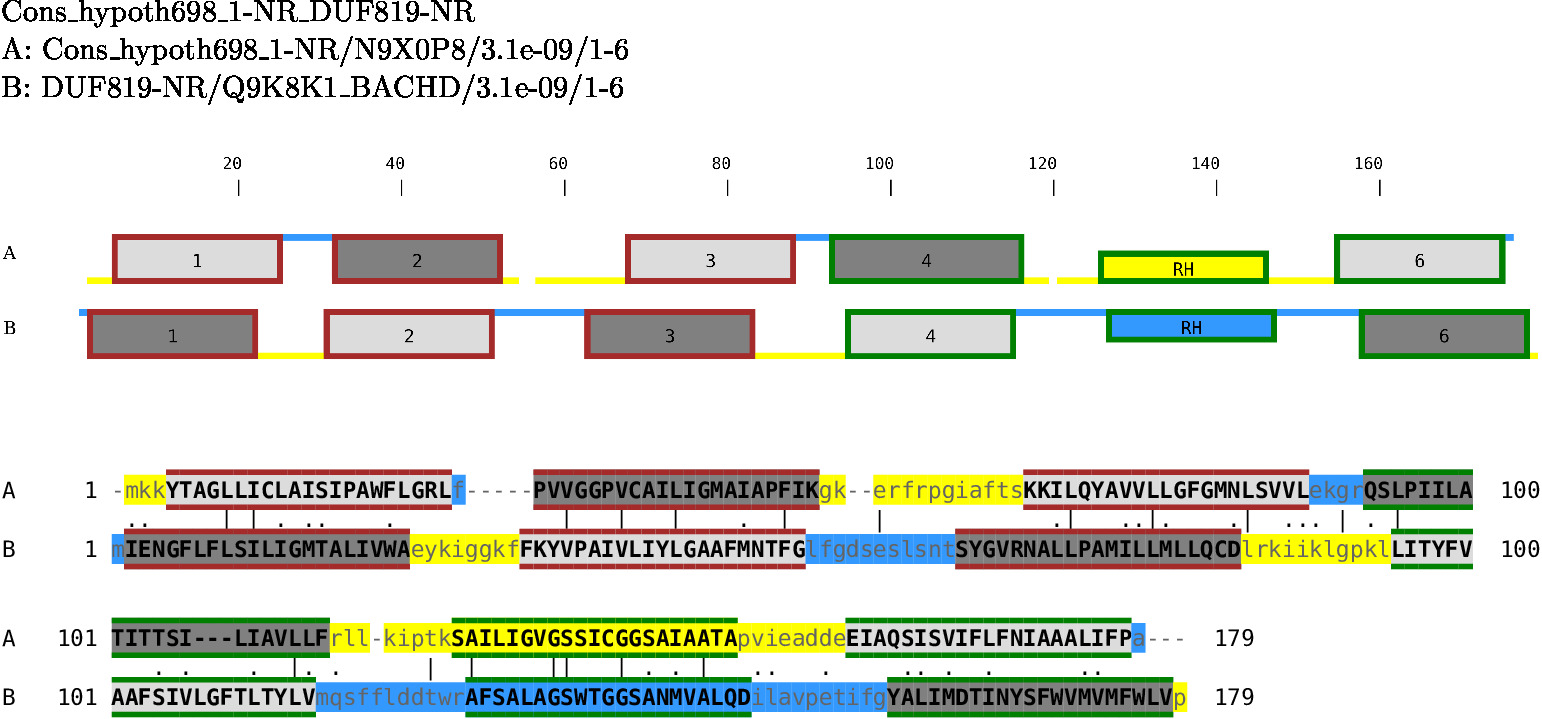 Cons_hypoth698_1-NR_DUF819-NR
A: Cons_hypoth698_1-NR/N9X0P8/3.1e-09/1-6
B: DUF819-NR/Q9K8K1_BACHD/3.1e-09/1-6
20 40 60 80 100 120 140 160
A 1 2 3 4 RH 6
B 1 2 3 4 RH 6
A 1 -mkkYTAGLLICLAISIPAWFLGRLf-----PVVGGPVCAILIGMAIAPFIKgk--erfrpgiaftsKKILQYAVVLLGFGMNLSVVLekgrQSLPIILA 100
B 1 mIENGFLFLSILIGMTALIVWAeykiggkfFKYVPAIVLIYLGAAFMNTFGlfgdseslsntSYGVRNALLPAMILLMLLQCDlrkiiklgpklLITYFV 100
A 101 TITTSI---LIAVLLFrll-kiptkSAILIGVGSSICGGSAIAATApvieaddeEIAQSISVIFLFNIAAALIFPa--- 179
B 101 AAFSIVLGFTLTYLVmqsffflddtwrAFSALAGSWTGGSANMVALQDilavpetifgYALIMDTINYSFWVMVMFWLVp 179